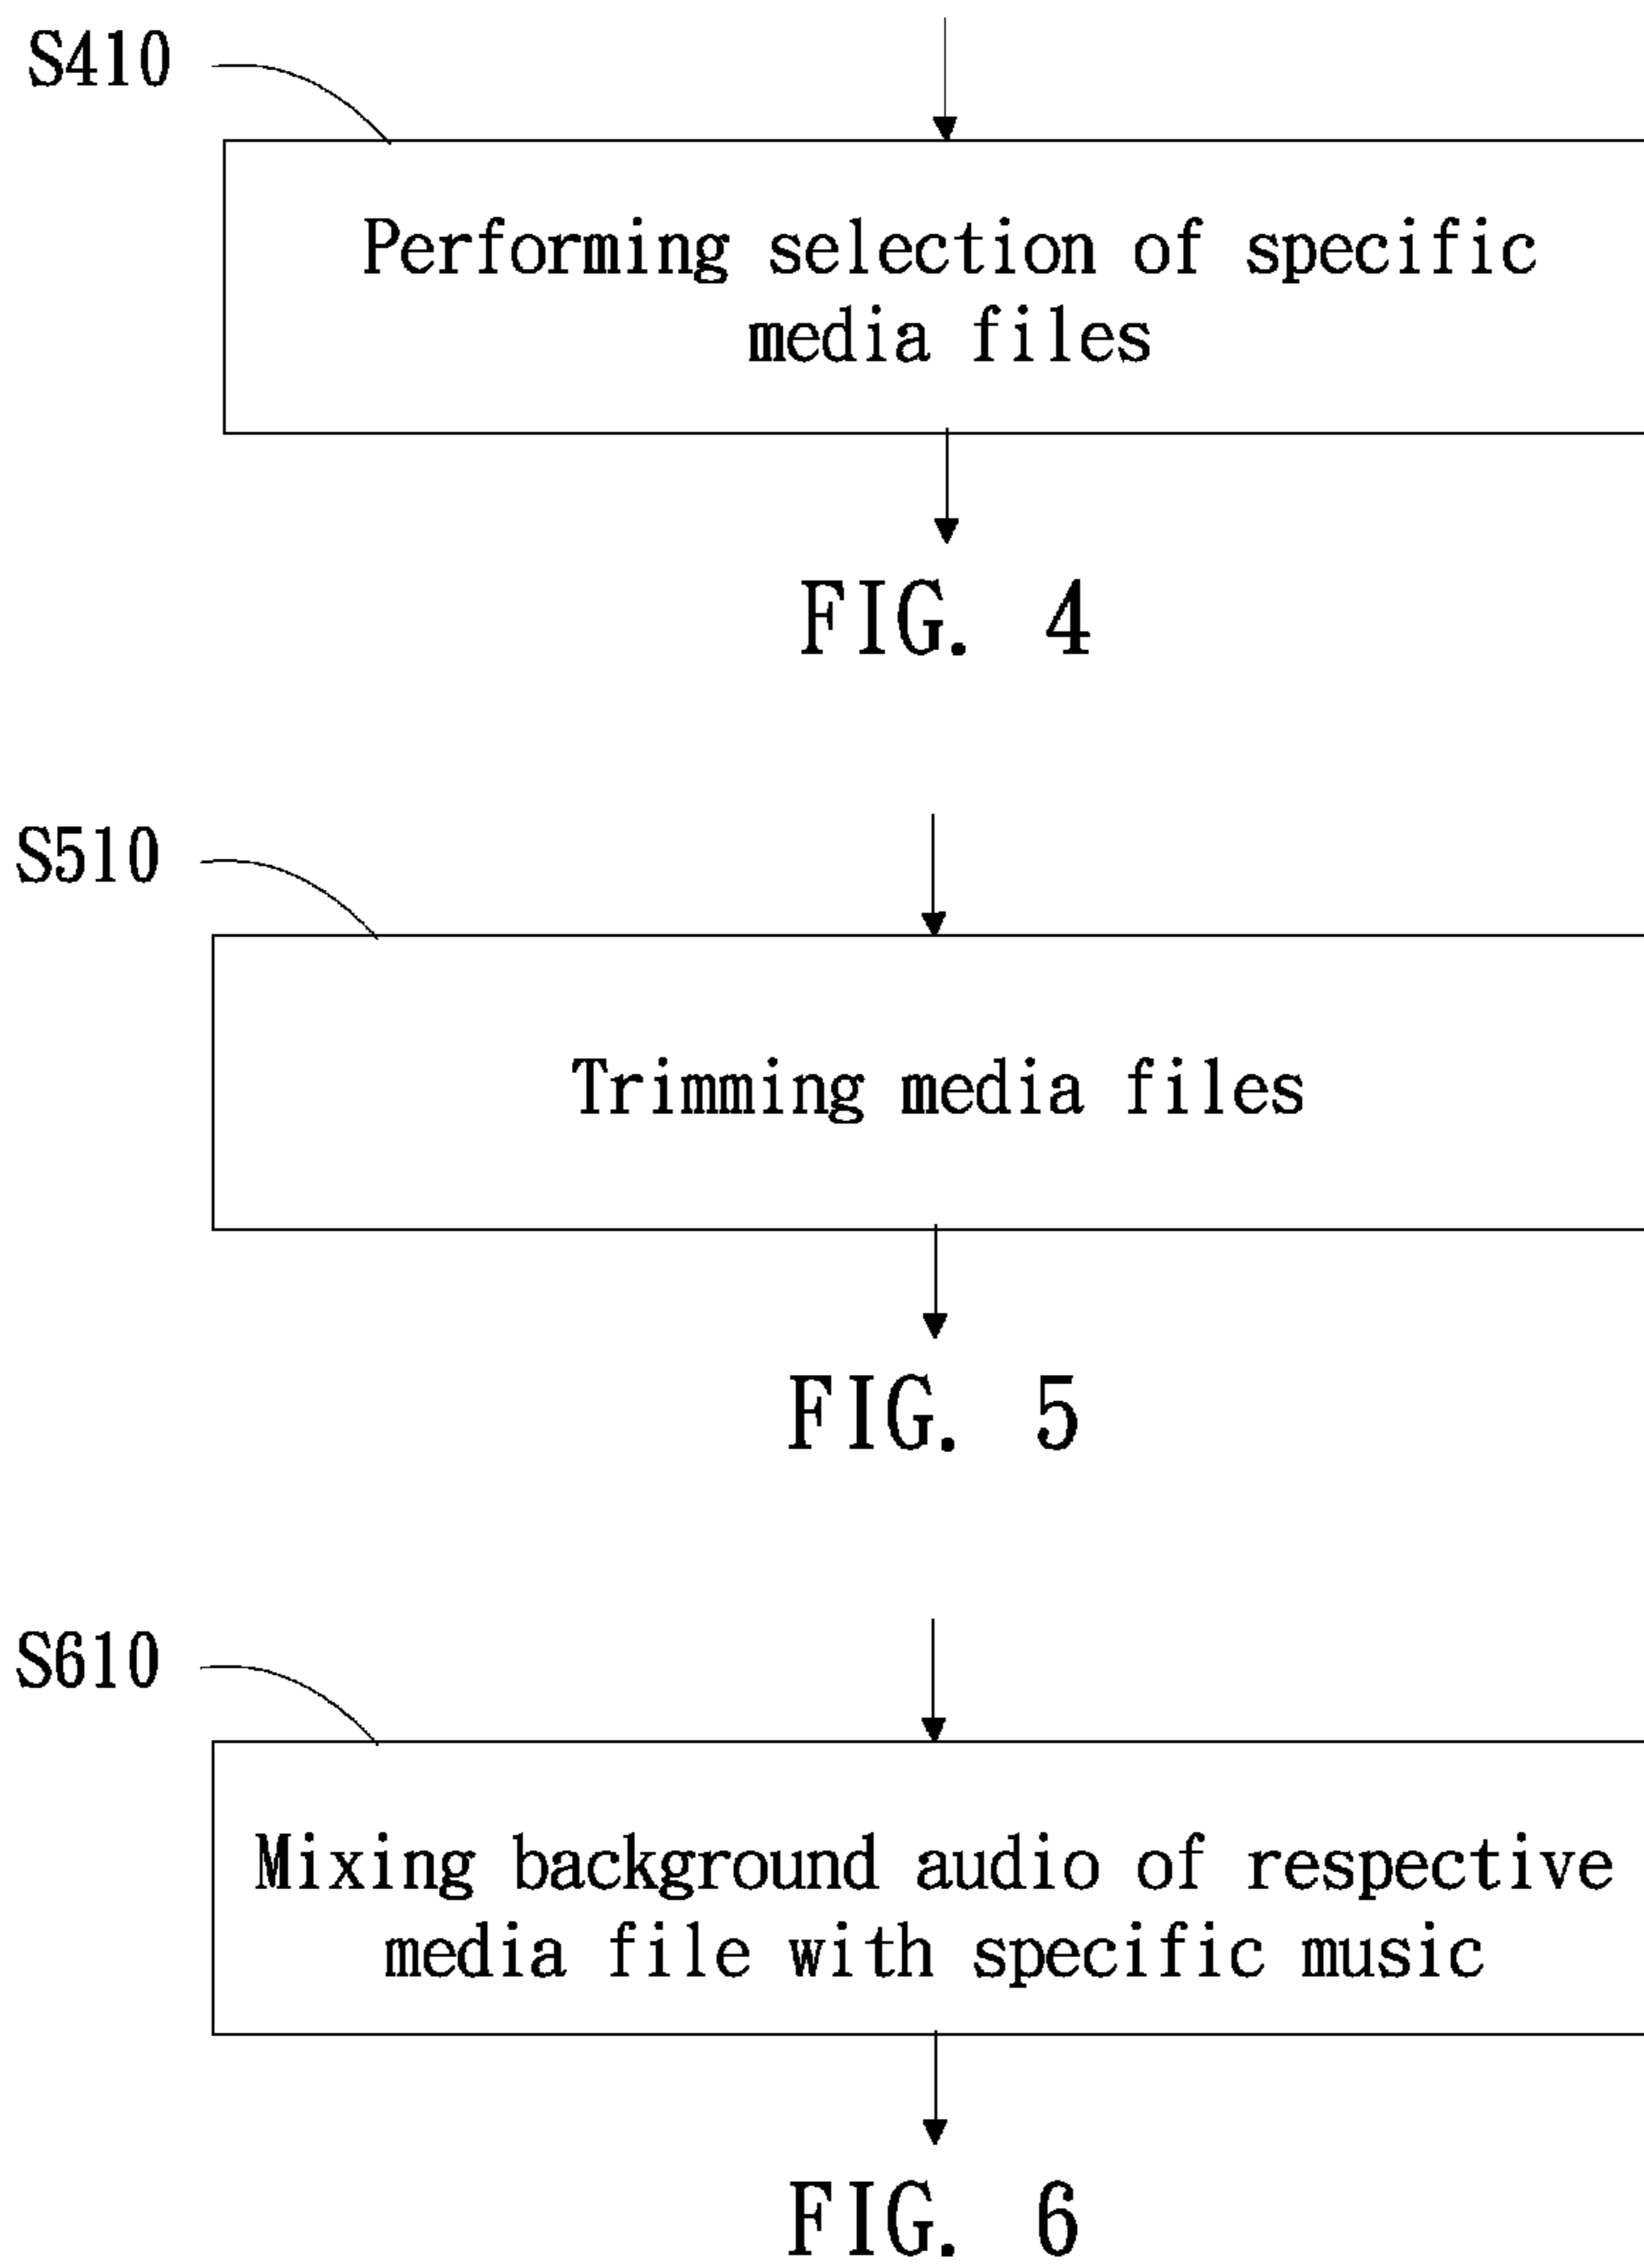 S410
Performing selection of specific
media files
FIG. 4
S510
Trimming media files
FIG. 5
S610
Mixing background audio of respective
media file with specific music
FIG. 6